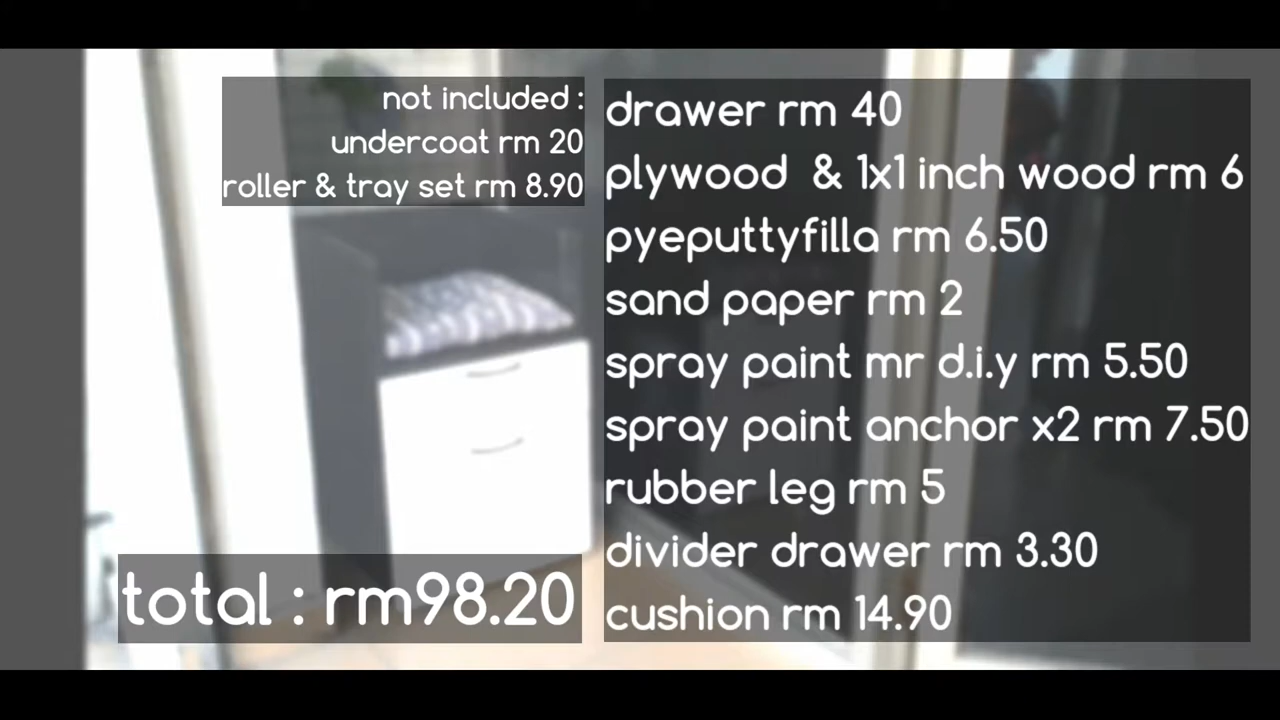 not included :
undercoat rm 20
roller & tray set rm 8.90
drawer rm 40
plywood & 1x1 inch wood rm 6
pyeputtyfilla rm 6.50
sand paper rm 2
spray paint mr d.i.y rm 5.50
spray paint anchor x2 rm 7.50
rubber leg rm 5
divider drawer rm 3.30
cushion rm 14.90
total : rm98.20